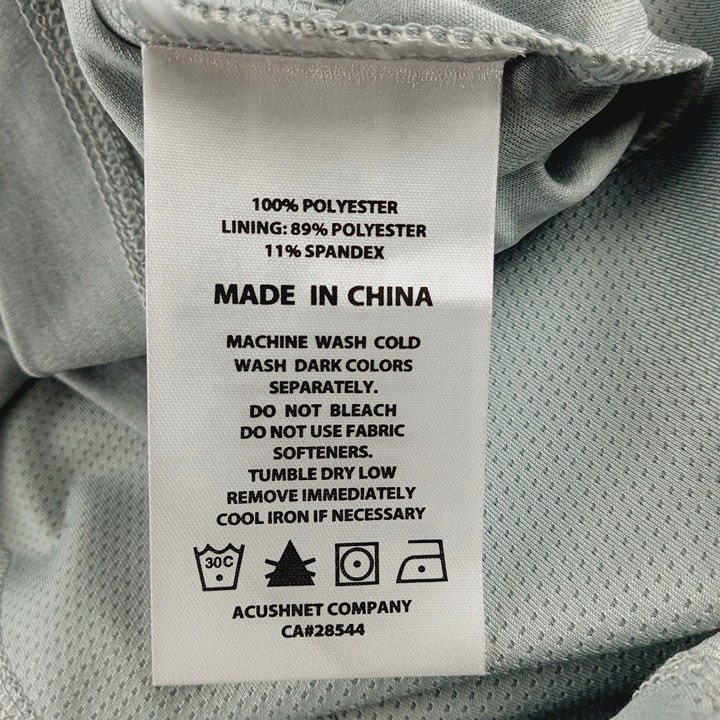 100% POLYESTER
LINING: 89% POLYESTER
11% SPANDEX
MADE IN CHINA
MACHINE WASH COLD
WASH DARK COLORS
SEPARATELY.
DO NOT BLEACH
DO NOT USE FABRIC
SOFTENERS.
TUMBLE DRY LOW
REMOVE IMMEDIATELY
COOL IRON IF NECESSARY
30C
ACUSHNET COMPANY
CA#28544